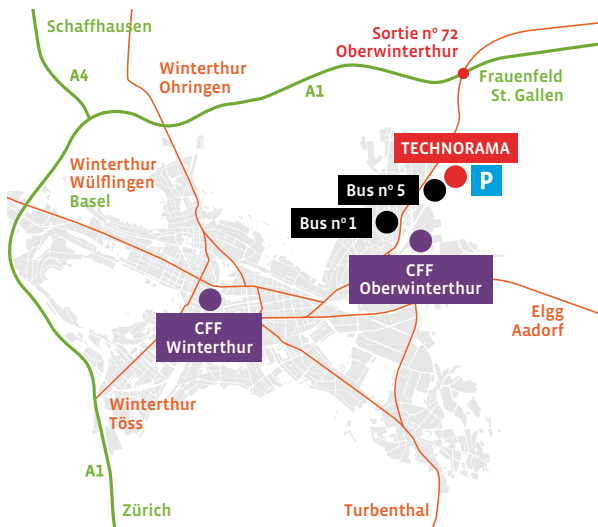 Schaffhausen
Sortie nº 72
Oberwinterthur
A4
Winterthur
Ohringen
A1
Frauenfeld
St. Gallen
TECHNORAMA
Winterthur
Wülflingen
Basel
Bus nº 5
P
Bus nº 1
CFF
Oberwinterthur
CFF
Winterthur
Elgg
Aadorf
Winterthur
Töss
A1
Zürich
Turbenthal